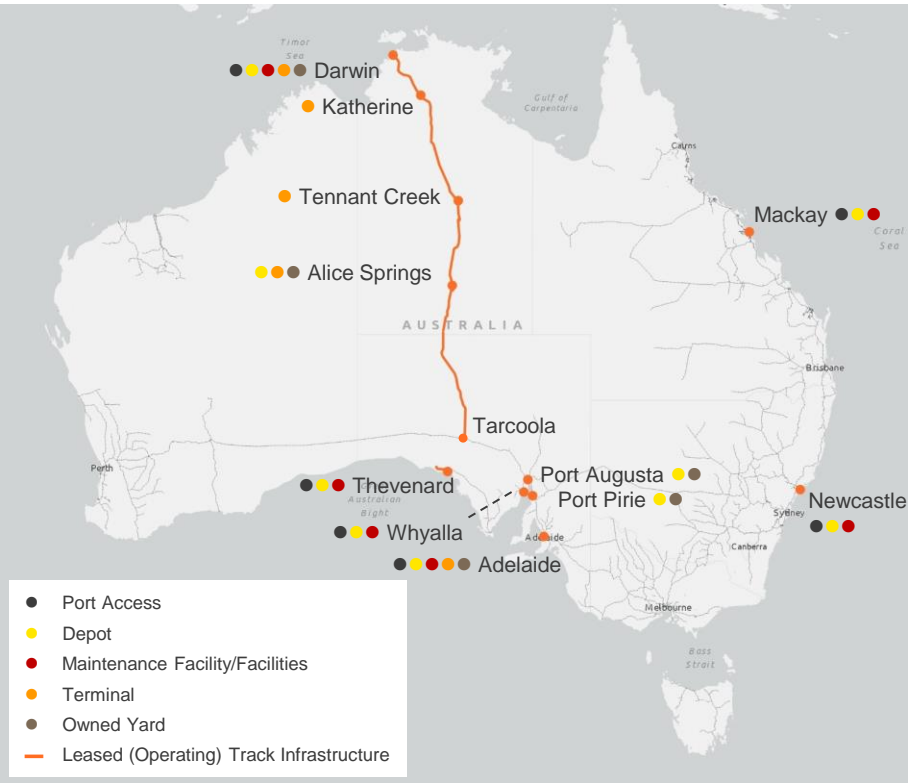 Timor
Sea
Darwin
Katherine
Gulf of
Carpentaria
Cairns
Tennant Creek
Mackay
Coral
Sea
Alice Springs
AUSTRALIA
Brisbane
Tarcoola
Perth
Port Augusta
Thevenard
Australian
Bight
Port Pirie
Newcastle
Sydney
Whyalla
Adelaide
Canberra
Adelaide
Melbourne
Bass
Strait
Port Access
Depot
Maintenance Facility/Facilities
Terminal
Owned Yard
Leased (Operating) Track Infrastructure